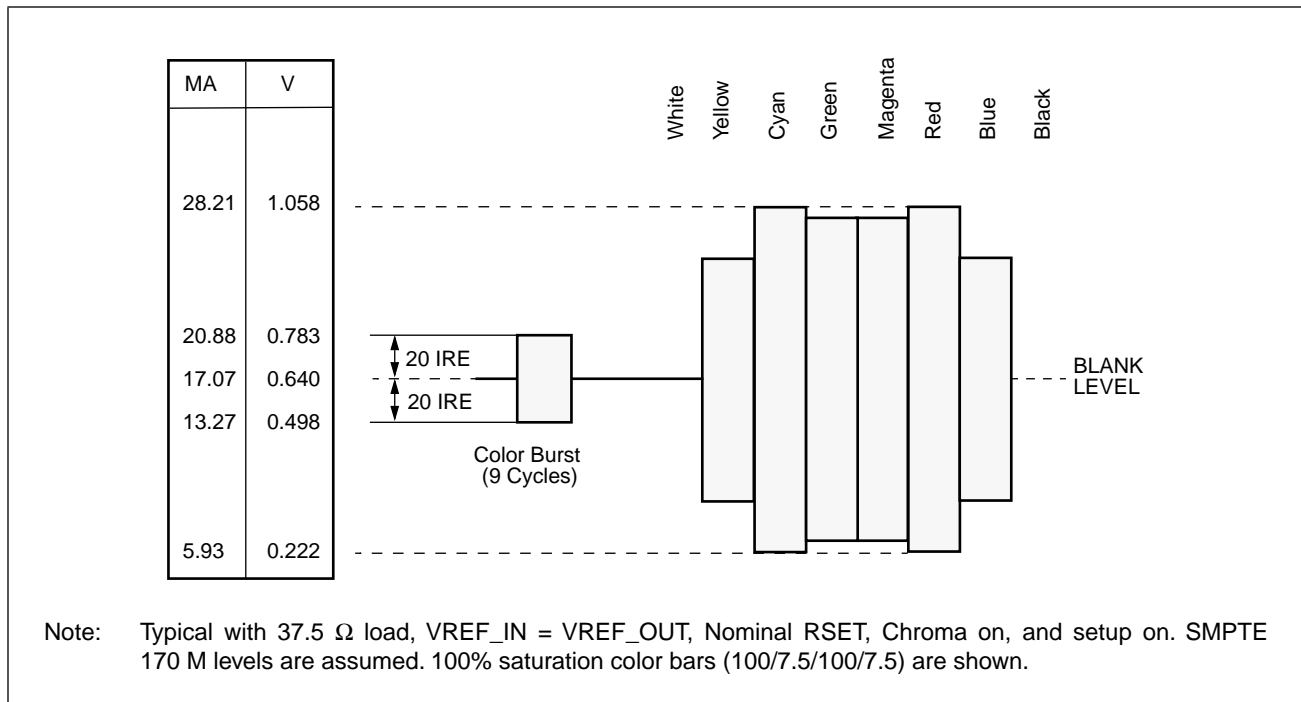 MA V
White
Yellow
Cyan
Green
Magenta
Red
Blue
Black
28.21 1.058
20.88 0.783
20 IRE
17.07 0.640
BLANK
LEVEL
20 IRE
13.27 0.498
Color Burst
(9 Cycles)
5.93 0.222
Note: Typical with 37.5 Ω load, VREF_IN = VREF_OUT, Nominal RSET, Chroma on, and setup on. SMPTE
170 M levels are assumed. 100% saturation color bars (100/7.5/100/7.5) are shown.